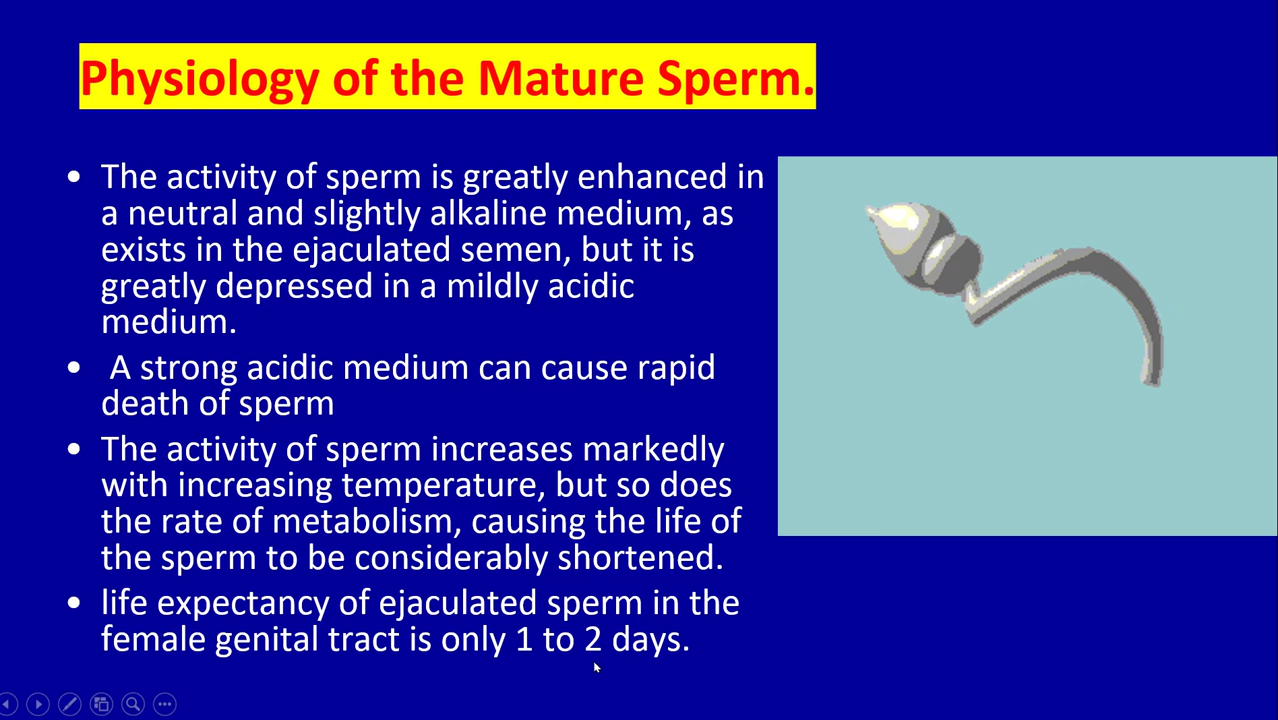 Physiology of the Mature Sperm.
• The activity of sperm is greatly enhanced in
a neutral and slightly alkaline medium, as
exists in the ejaculated semen, but it is
greatly depressed in a mildly acidic
medium.
• A strong acidic medium can cause rapid
death of sperm
• The activity of sperm increases markedly
with increasing temperature, but so does
the rate of metabolism, causing the life of
the sperm to be considerably shortened.
• life expectancy of ejaculated sperm in the
female genital tract is only 1 to 2 days.